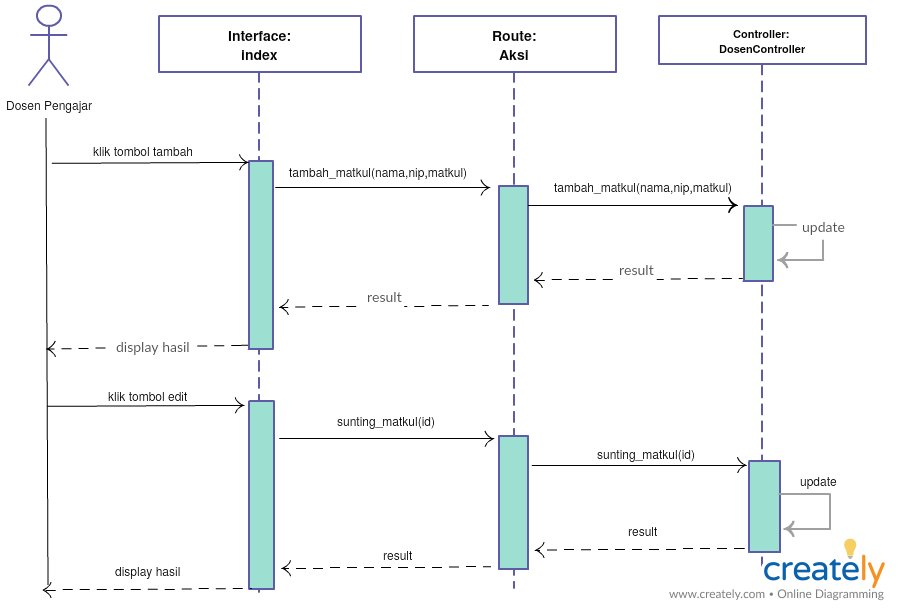 Interface:
index
Route:
Aksi
Controller:
DosenController
Dosen Pengajar
klik tombol tambah
tambah_matkul(nama,nip,matkul)
tambah_matkul(nama,nip,matkul)
update
result
result
display hasil
klik tombol edit
sunting_matkul(id)
sunting_matkul(id)
update
result
result
display hasil
creately
www.creately.com • Online Diagramming